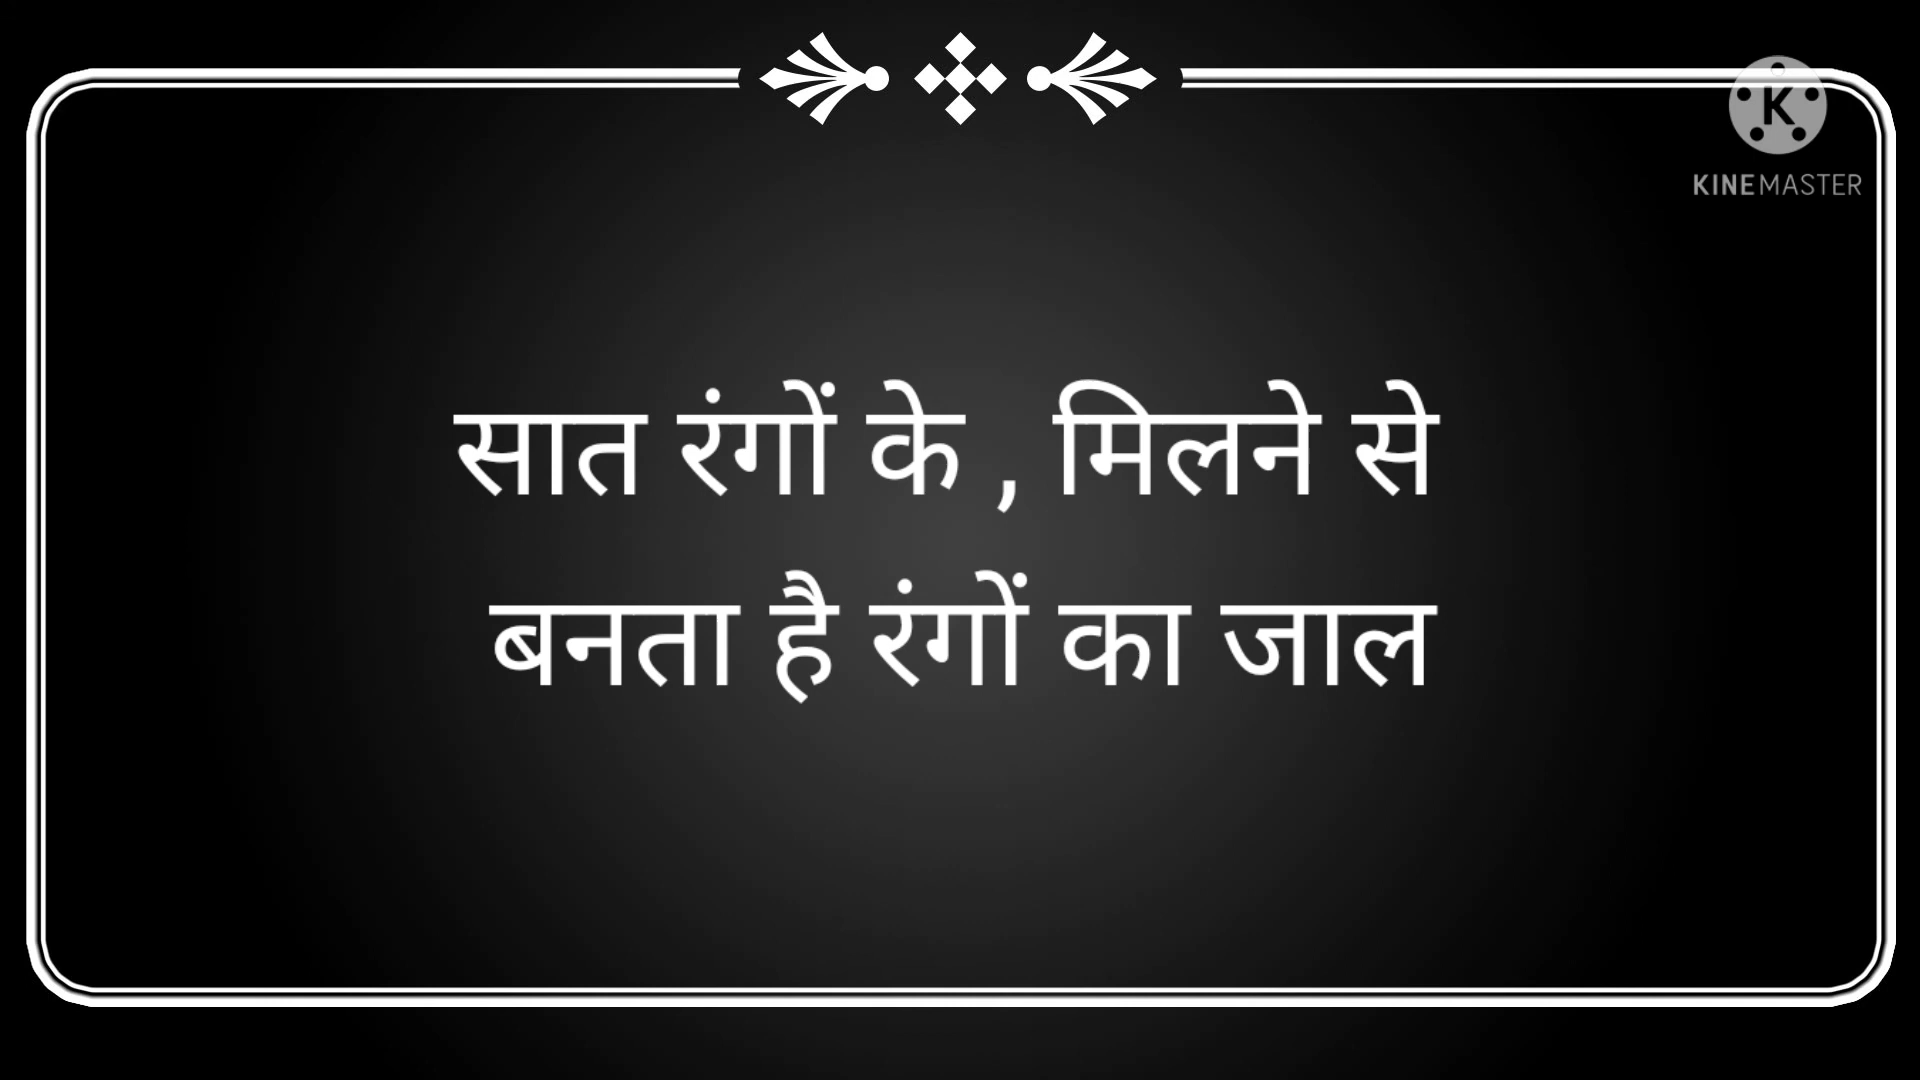 KINEMASTER
सात रंगों के , मिलने से
बनता है रंगों का जाल